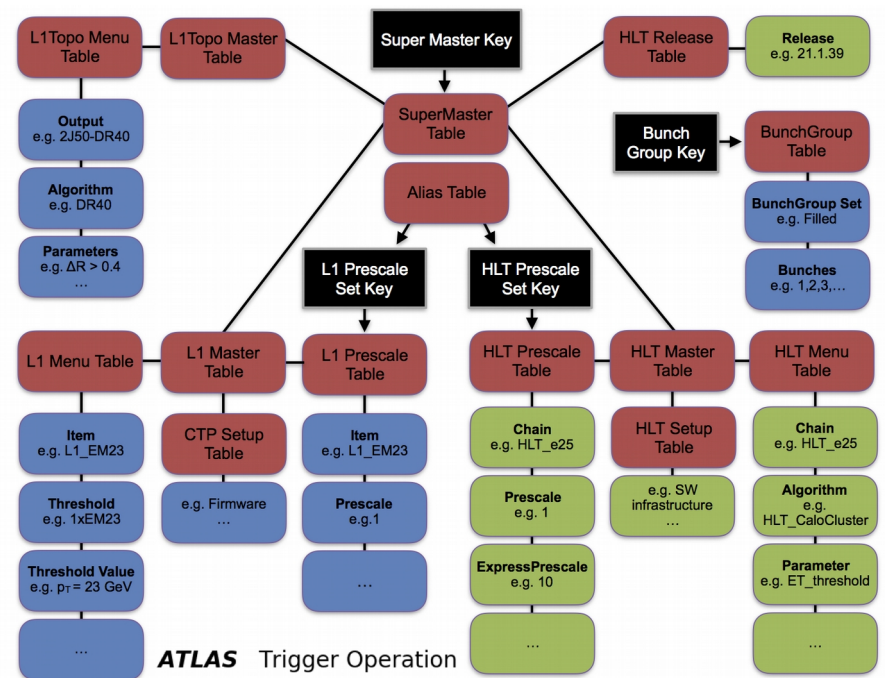 L1Topo Menu
Table
L1Topo Master
Table
Super Master Key
HLT Release
Table
Release
e.g. 21.1.39
Output
e.g. 2J50-DR40
SuperMaster
Table
Bunch
Group Key
BunchGroup
Table
Algorithm
e.g. DR40
Alias Table
BunchGroup Set
e.g. Filled
Parameters
e.g. ΔR > 0.4
…
L1 Prescale
Set Key
HLT Prescale
Set Key
Bunches
e.g. 1,2,3,…
L1 Menu Table
L1 Master
Table
L1 Prescale
Table
HLT Prescale
Table
HLT Master
Table
HLT Menu
Table
Item
e.g. L1_EM23
CTP Setup
Table
Item
e.g. L1_EM23
Chain
e.g. HLT_e25
HLT Setup
Table
Chain
e.g. HLT_e25
Threshold
e.g. 1xEM23
e.g. Firmware
…
Prescale
e.g.1
Prescale
e.g. 1
e.g. SW
infrastructure
…
Algorithm
e.g.
HLT_CaloCluster
Threshold Value
e.g. pT = 23 GeV
…
ExpressPrescale
e.g. 10
Parameter
e.g. ET_threshold
…
…
…
ATLAS Trigger Operation